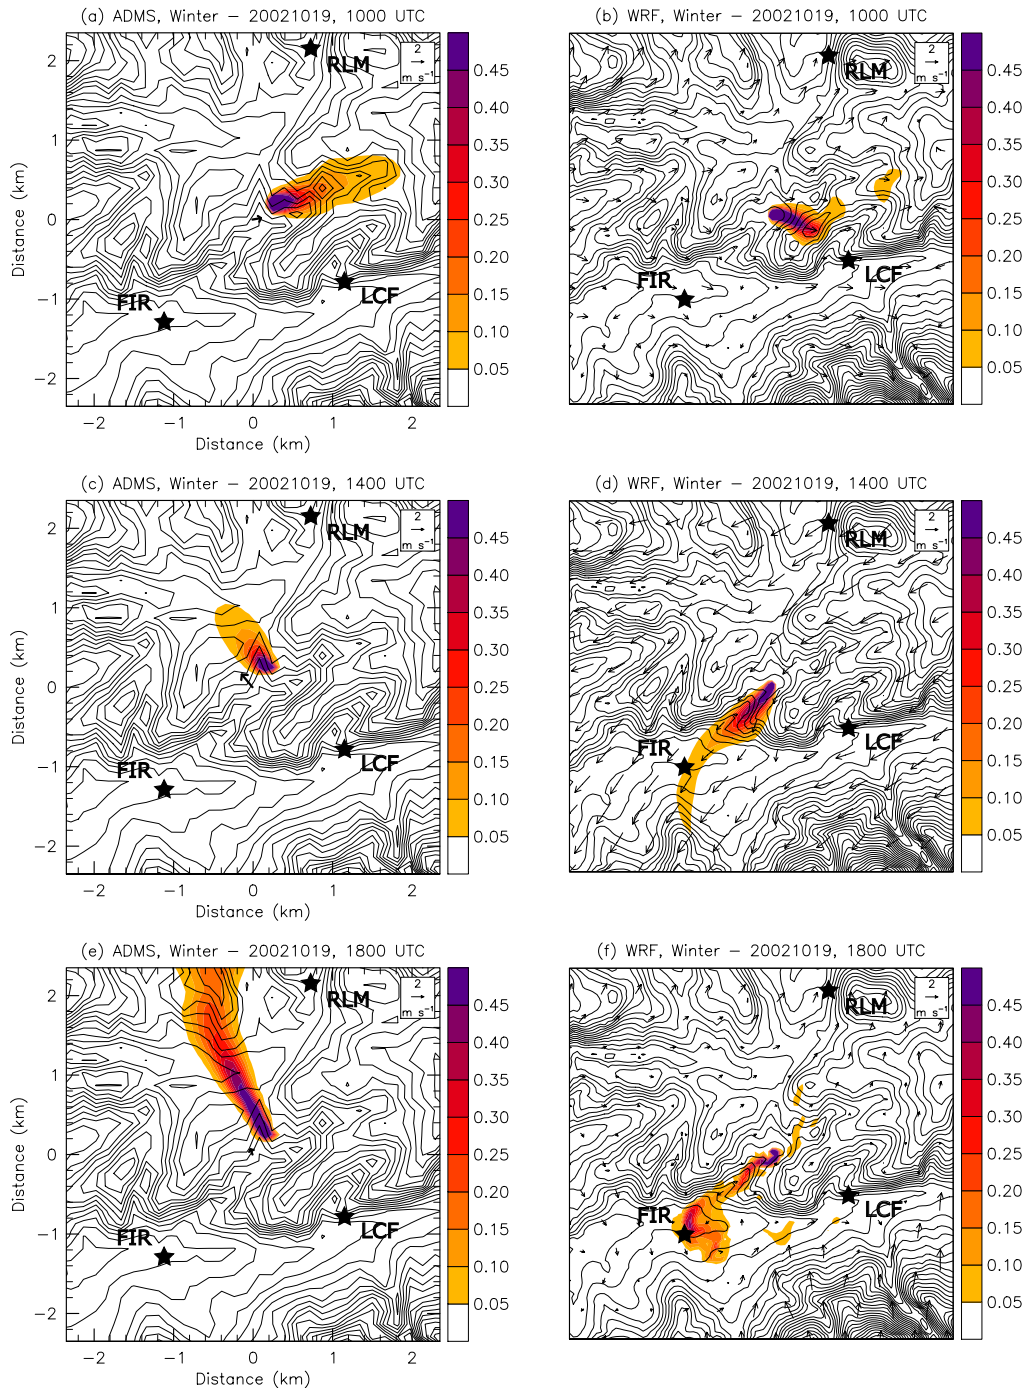 (a) ADMS, Winter − 20021019, 1000 UTC
2
m s⁻¹
RLM
FIR
LCF
2
1
0
−1
−2
Distance (km)
−2 −1 0 1 2
Distance (km)
0.45
0.40
0.35
0.30
0.25
0.20
0.15
0.10
0.05
(b) WRF, Winter − 20021019, 1000 UTC
2
m s⁻¹
RLM
LCF
FIR
0.45
0.40
0.35
0.30
0.25
0.20
0.15
0.10
0.05
(c) ADMS, Winter − 20021019, 1400 UTC
2
m s⁻¹
RLM
FIR
LCF
2
1
0
−1
−2
Distance (km)
−2 −1 0 1 2
Distance (km)
0.45
0.40
0.35
0.30
0.25
0.20
0.15
0.10
0.05
(d) WRF, Winter − 20021019, 1400 UTC
2
m s⁻¹
RLM
LCF
FIR
0.45
0.40
0.35
0.30
0.25
0.20
0.15
0.10
0.05
(e) ADMS, Winter − 20021019, 1800 UTC
2
m s⁻¹
RLM
FIR
LCF
2
1
0
−1
−2
Distance (km)
−2 −1 0 1 2
Distance (km)
0.45
0.40
0.35
0.30
0.25
0.20
0.15
0.10
0.05
(f) WRF, Winter − 20021019, 1800 UTC
2
m s⁻¹
RLM
LCF
FIR
0.45
0.40
0.35
0.30
0.25
0.20
0.15
0.10
0.05